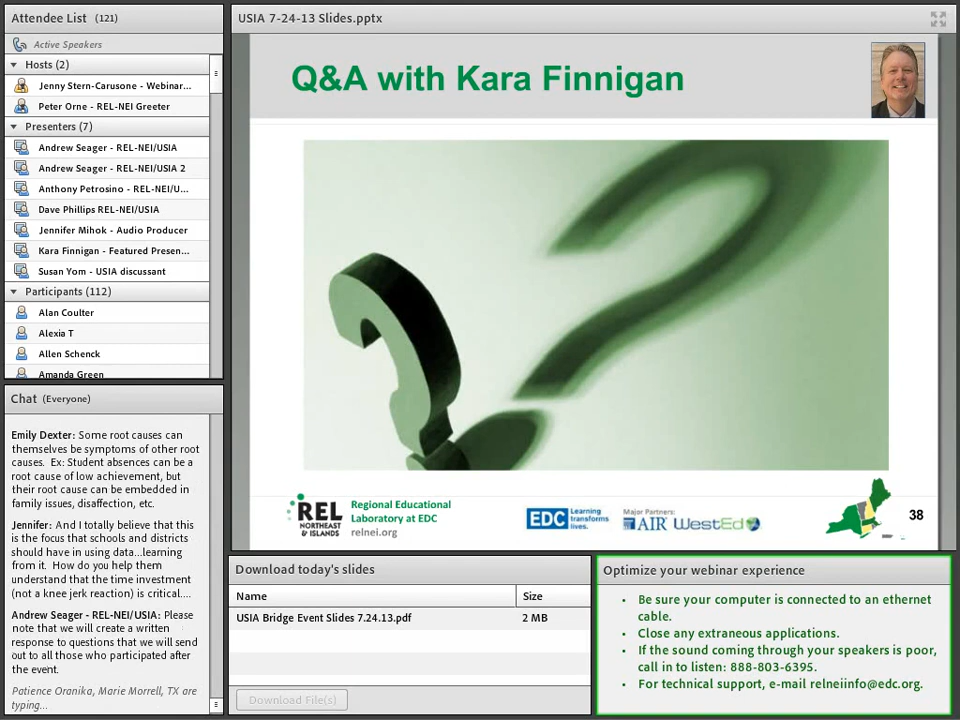 Attendee List (121)
Active Speakers
Hosts (2)
Jenny Stern-Carusone - Webinar...
Peter Orne - REL-NEI Greeter
Presenters (7)
Andrew Seager - REL-NEI/USIA
Andrew Seager - REL-NEI/USIA 2
Anthony Petrosino - REL-NEI/U...
Dave Phillips REL-NEI/USIA
Jennifer Mihok - Audio Producer
Kara Finnigan - Featured Presen...
Susan Yom - USIA discussant
Participants (112)
Alan Coulter
Alexia T
Allen Schenck
Amanda Green
Chat (Everyone)
Emily Dexter: Some root causes can
themselves be symptoms of other root
causes. Ex: Student absences can be a
root cause of low achievement, but
their root cause can be embedded in
family issues, disaffection, etc.
Jennifer: And I totally believe that this
is the focus that schools and districts
should have in using data...learning
from it. How do you help them
understand that the time investment
(not a knee jerk reaction) is critical....
Andrew Seager - REL-NEI/USIA: Please
note that we will create a written
response to questions that we will send
out to all those who participated after
the event.
Patience Oranika, Marie Morrell, TX are
typing...
USIA 7-24-13 Slides.pptx
Q&A with Kara Finnigan
REL
NORTHEAST
& ISLANDS
Regional Educational
Laboratory at EDC
relnei.org
EDC Learning
transforms
lives.
Major Partners:
AIR WestEd
38
Download today's slides
Name Size
USIA Bridge Event Slides 7.24.13.pdf 2 MB
Download File(s)
Optimize your webinar experience
• Be sure your computer is connected to an ethernet
cable.
• Close any extraneous applications.
• If the sound coming through your speakers is poor,
call in to listen: 888-803-6395.
• For technical support, e-mail relneiinfo@edc.org.